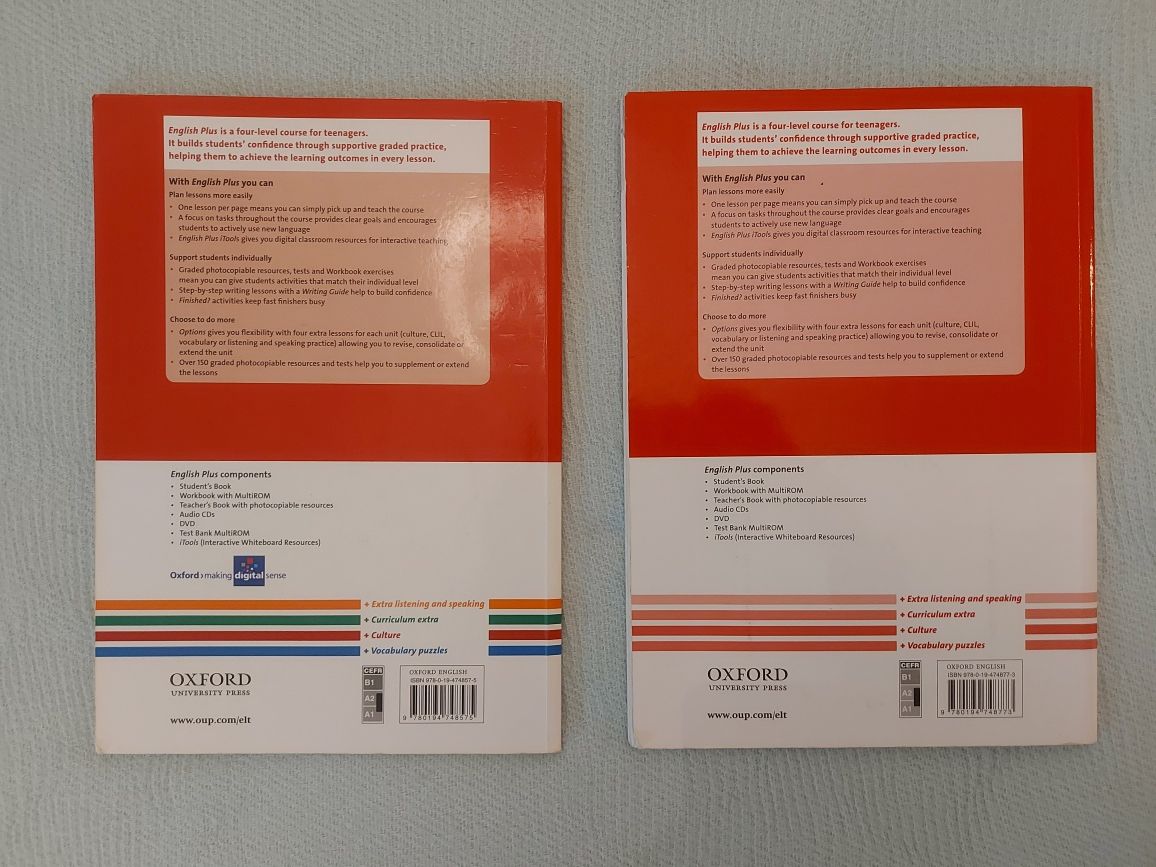 English Plus is a four-level course for teenagers.
It builds students' confidence through supportive graded practice,
helping them to achieve the learning outcomes in every lesson.
With English Plus you can
Plan lessons more easily
• One lesson per page means you can simply pick up and teach the course
• A focus on tasks throughout the course provides clear goals and encourages
students to actively use new language
• English Plus iTools gives you digital classroom resources for interactive teaching
Support students individually
• Graded photocopiable resources, tests and Workbook exercises
mean you can give students activities that match their individual level
• Step-by-step writing lessons with a Writing Guide help to build confidence
• Finished? activities keep fast finishers busy
Choose to do more
• Options gives you flexibility with four extra lessons for each unit (culture, CLIL,
vocabulary or listening and speaking practice) allowing you to revise, consolidate or
extend the unit
• Over 150 graded photocopiable resources and tests help you to supplement or extend
the lessons
English Plus components
• Student's Book
• Workbook with MultiROM
• Teacher's Book with photocopiable resources
• Audio CDs
• DVD
• Test Bank MultiROM
• iTools (Interactive Whiteboard Resources)
Oxford › making digital sense
+ Extra listening and speaking
+ Curriculum extra
+ Culture
+ Vocabulary puzzles
OXFORD
UNIVERSITY PRESS
www.oup.com/elt
CEFR
B1
A2
A1
OXFORD ENGLISH
ISBN 978-0-19-474857-5
9 780194 748575
English Plus is a four-level course for teenagers.
It builds students' confidence through supportive graded practice,
helping them to achieve the learning outcomes in every lesson.
With English Plus you can
Plan lessons more easily
• One lesson per page means you can simply pick up and teach the course
• A focus on tasks throughout the course provides clear goals and encourages
students to actively use new language
• English Plus iTools gives you digital classroom resources for interactive teaching
Support students individually
• Graded photocopiable resources, tests and Workbook exercises
mean you can give students activities that match their individual level
• Step-by-step writing lessons with a Writing Guide help to build confidence
• Finished? activities keep fast finishers busy
Choose to do more
• Options gives you flexibility with four extra lessons for each unit (culture, CLIL,
vocabulary or listening and speaking practice) allowing you to revise, consolidate or
extend the unit
• Over 150 graded photocopiable resources and tests help you to supplement or extend
the lessons
English Plus components
• Student's Book
• Workbook with MultiROM
• Teacher's Book with photocopiable resources
• Audio CDs
• DVD
• Test Bank MultiROM
• iTools (Interactive Whiteboard Resources)
+ Extra listening and speaking
+ Curriculum extra
+ Culture
+ Vocabulary puzzles
OXFORD
UNIVERSITY PRESS
www.oup.com/elt
CEFR
B1
A2
A1
OXFORD ENGLISH
ISBN 978-0-19-474877-3
9 780194 748773